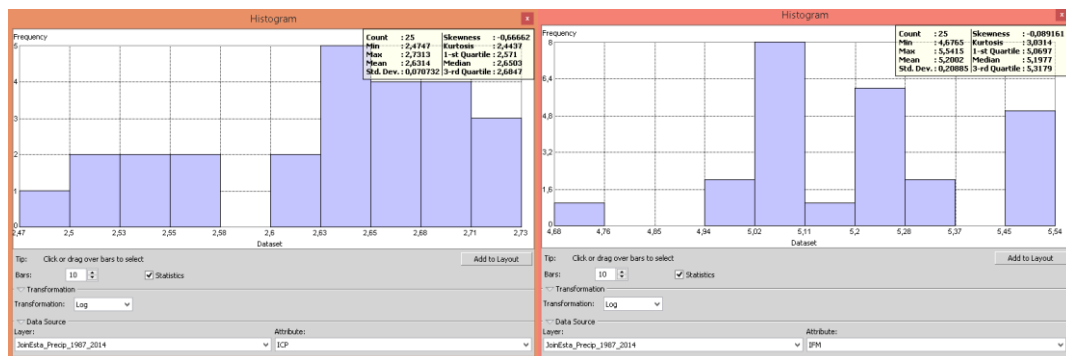 Histogram
Frequency
Count : 25 Skewness : -0,66662
Min : 2,4747 Kurtosis : 2,4437
Max : 2,7313 1-st Quartile : 2,571
Mean : 2,6314 Median : 2,6503
Std. Dev. : 0,070732 3-rd Quartile : 2,6847
5
4
3
2
1
0
2,47 2,5 2,53 2,55 2,58 2,6 2,63 2,65 2,68 2,71 2,73
Dataset
Tip: Click or drag over bars to select
Add to Layout
Bars: 10 Statistics
Transformation
Transformation: Log
Data Source
Layer: Attribute:
JoinEsta_Precip_1987_2014 ICP
Histogram
Frequency
Count : 25 Skewness : -0,089161
Min : 4,6765 Kurtosis : 3,0314
Max : 5,5415 1-st Quartile : 5,0697
Mean : 5,2002 Median : 5,1977
Std. Dev. : 0,20885 3-rd Quartile : 5,3179
8
6,4
4,8
3,2
1,6
0
4,68 4,76 4,85 4,94 5,02 5,11 5,2 5,28 5,37 5,45 5,54
Dataset
Tip: Click or drag over bars to select
Add to Layout
Bars: 10 Statistics
Transformation
Transformation: Log
Data Source
Layer: Attribute:
JoinEsta_Precip_1987_2014 IFM